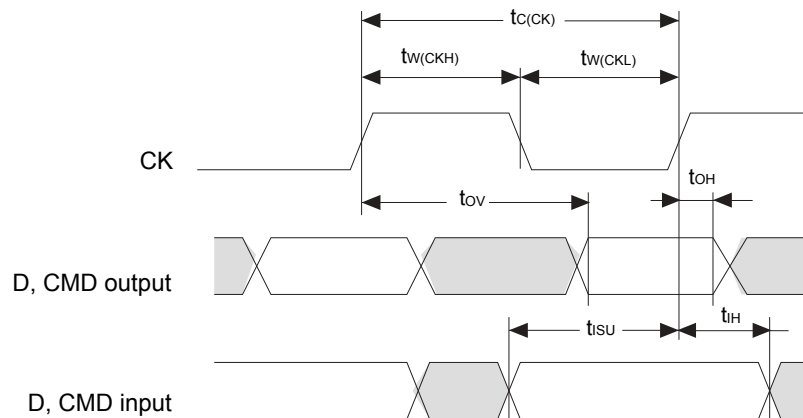 tC(CK)
tW(CKH) tW(CKL)
CK
tOV tOH
D, CMD output
tISU tIH
D, CMD input